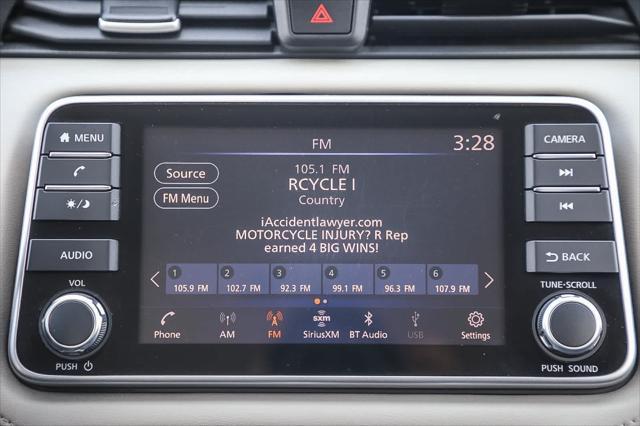 MENU
FM
3:28
CAMERA
Source
105.1 FM
RCYCLE I
Country
FM Menu
iAccidentlawyer.com
MOTORCYCLE INJURY? R Rep
earned 4 BIG WINS!
AUDIO
BACK
1 2 3 4 5 6
105.9 FM 102.7 FM 92.3 FM 99.1 FM 96.3 FM 107.9 FM
VOL
TUNE-SCROLL
sxm
Phone AM FM SiriusXM BT Audio USB Settings
PUSH
PUSH SOUND